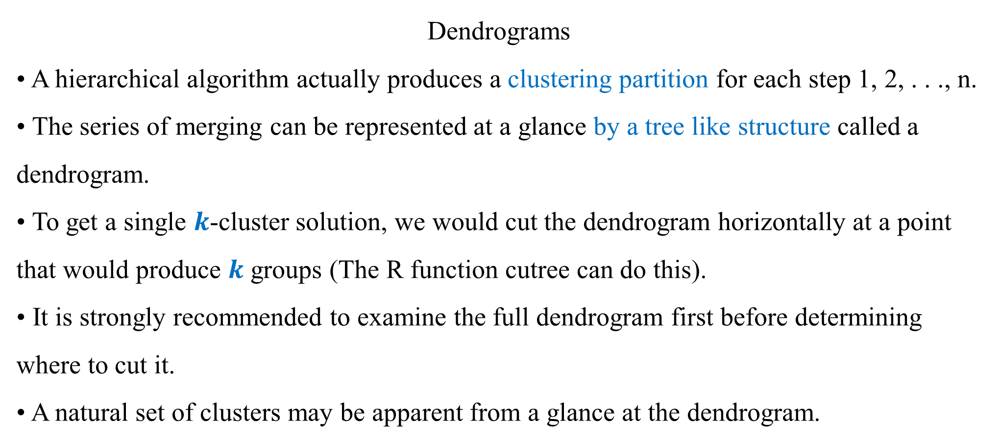 Dendrograms
• A hierarchical algorithm actually produces a clustering partition for each step 1, 2, . . ., n.
• The series of merging can be represented at a glance by a tree like structure called a
dendrogram.
• To get a single k-cluster solution, we would cut the dendrogram horizontally at a point
that would produce k groups (The R function cutree can do this).
• It is strongly recommended to examine the full dendrogram first before determining
where to cut it.
• A natural set of clusters may be apparent from a glance at the dendrogram.